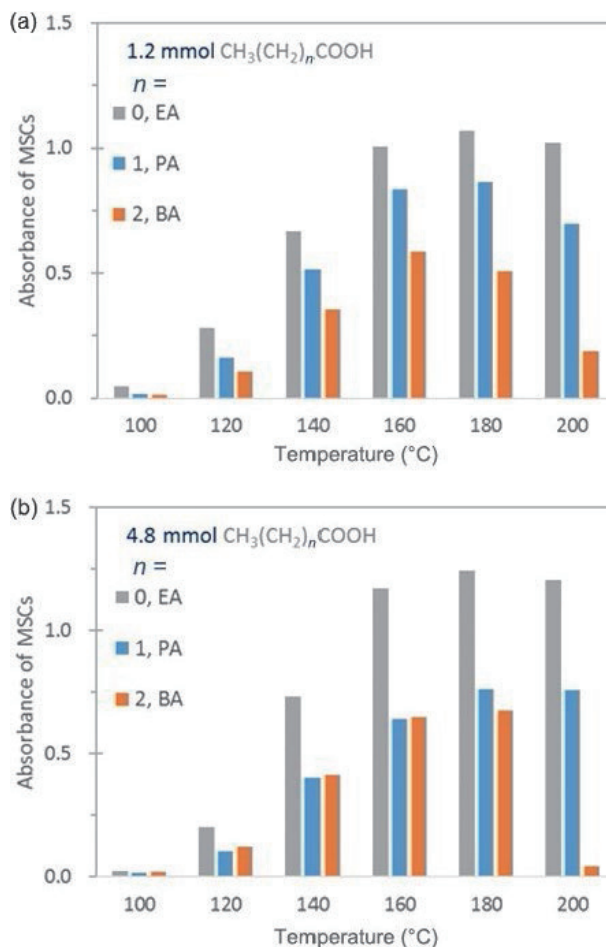 (a)
1.2 mmol CH₃(CH₂)ₙCOOH
n =
0, EA
1, PA
2, BA
Absorbance of MSCs
1.5
1.0
0.5
0.0
100 120 140 160 180 200
Temperature (°C)
(b)
4.8 mmol CH₃(CH₂)ₙCOOH
n =
0, EA
1, PA
2, BA
Absorbance of MSCs
1.5
1.0
0.5
0.0
100 120 140 160 180 200
Temperature (°C)